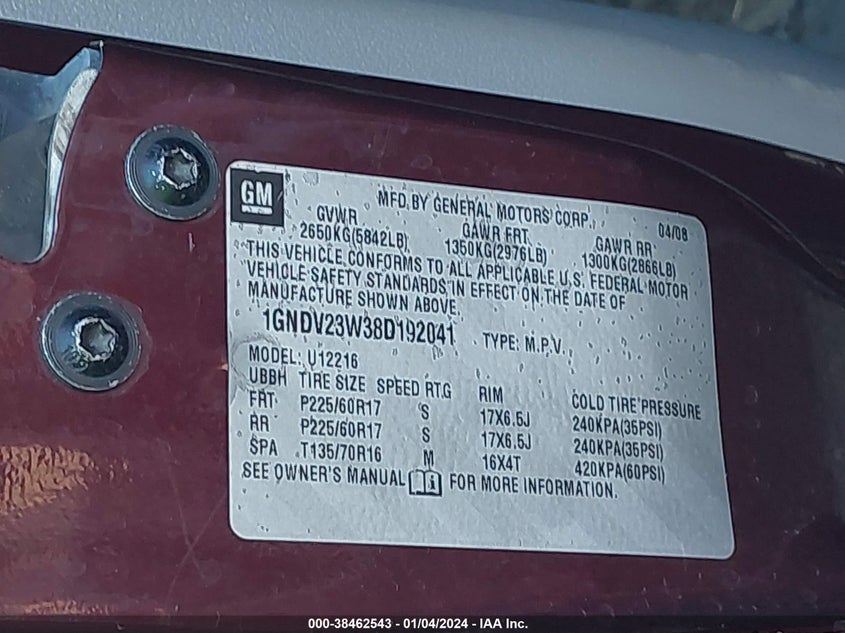 GM
MFD. BY GENERAL MOTORS CORP. 04/08
GVWR GAWR FRT GAWR RR
2650KG(5842LB) 1350KG(2976LB) 1300KG(2866LB)
THIS VEHICLE CONFORMS TO ALL APPLICABLE U.S. FEDERAL MOTOR
VEHICLE SAFETY STANDARDS IN EFFECT ON THE DATE OF
MANUFACTURE SHOWN ABOVE.
1GNDV23W38D192041 TYPE: M.P.V.
MODEL: U12216
UBBH TIRE SIZE SPEED RTG RIM COLD TIRE PRESSURE
FRT P225/60R17 S 17X6.5J 240KPA(35PSI)
RR P225/60R17 S 17X6.5J 240KPA(35PSI)
SPA T135/70R16 M 16X4T 420KPA(60PSI)
SEE OWNER'S MANUAL FOR MORE INFORMATION.
000-38462543 - 01/04/2024 - IAA Inc.